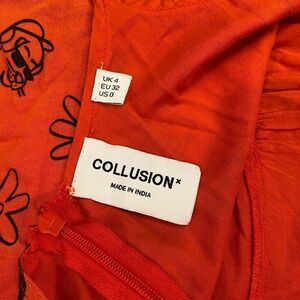 UK 4
EU 32
US 0
COLLUSION×
MADE IN INDIA